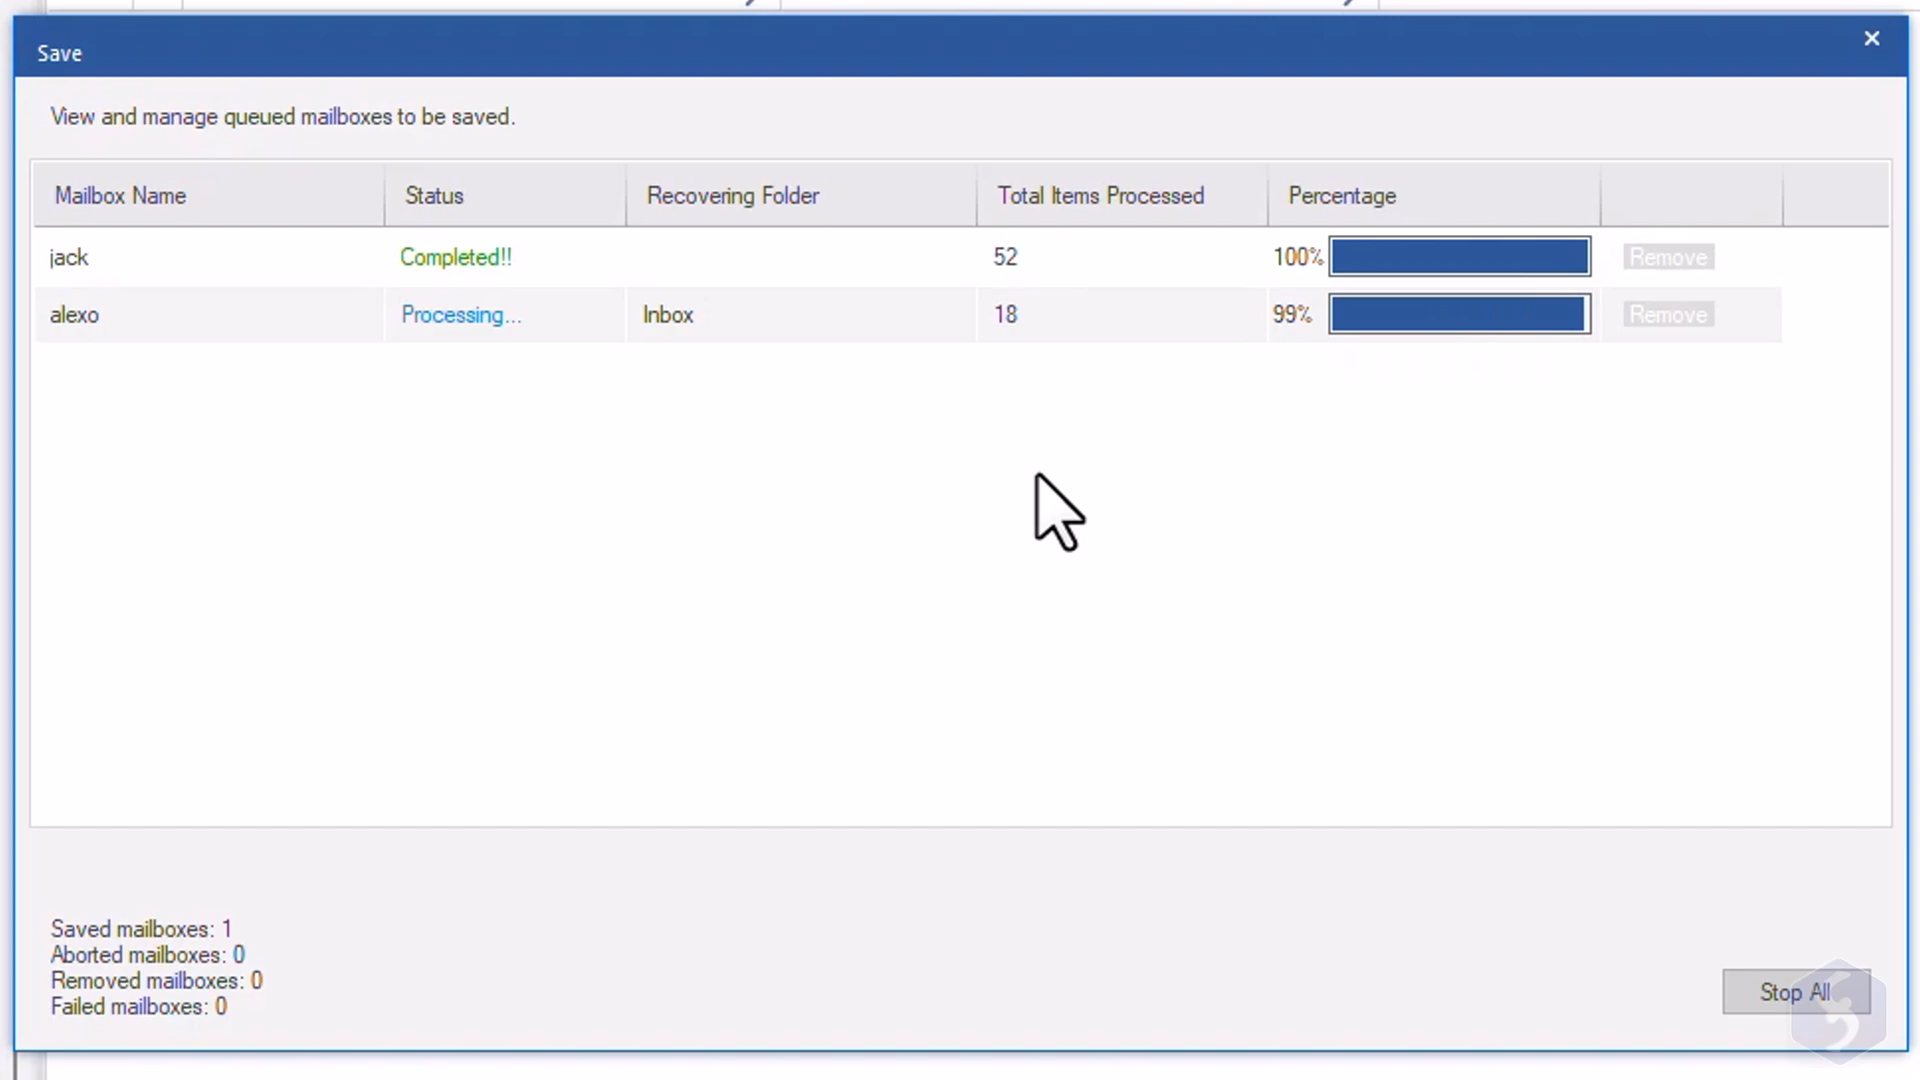 Save
View and manage queued mailboxes to be saved.
Mailbox Name Status Recovering Folder Total Items Processed Percentage
jack Completed!! 52 100% Remove
alexo Processing... Inbox 18 99% Remove
Saved mailboxes: 1
Aborted mailboxes: 0
Removed mailboxes: 0
Failed mailboxes: 0
Stop All